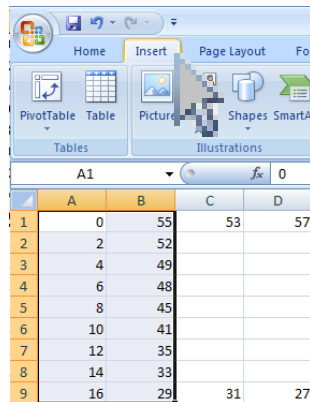 Home Insert Page Layout Fo
PivotTable Table Picture Shapes SmartA
Tables Illustrations
A1 fx 0
A B C D
1 0 55 53 57
2 2 52
3 4 49
4 6 48
5 8 45
6 10 41
7 12 35
8 14 33
9 16 29 31 27